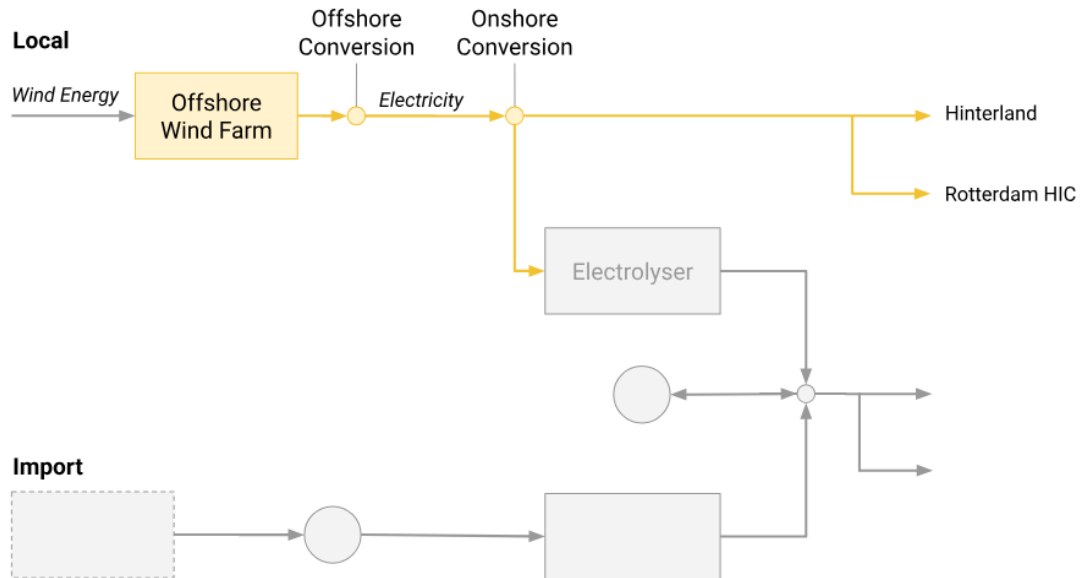 Local
Offshore
Conversion
Onshore
Conversion
Wind Energy
Offshore
Wind Farm
Electricity
Hinterland
Rotterdam HIC
Electrolyser
Import